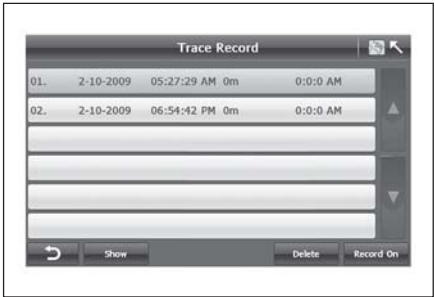 Trace Record
01. 2-10-2009 05:27:29 AM 0m 0:0:0 AM
02. 2-10-2009 06:54:42 PM 0m 0:0:0 AM
Show Delete Record On